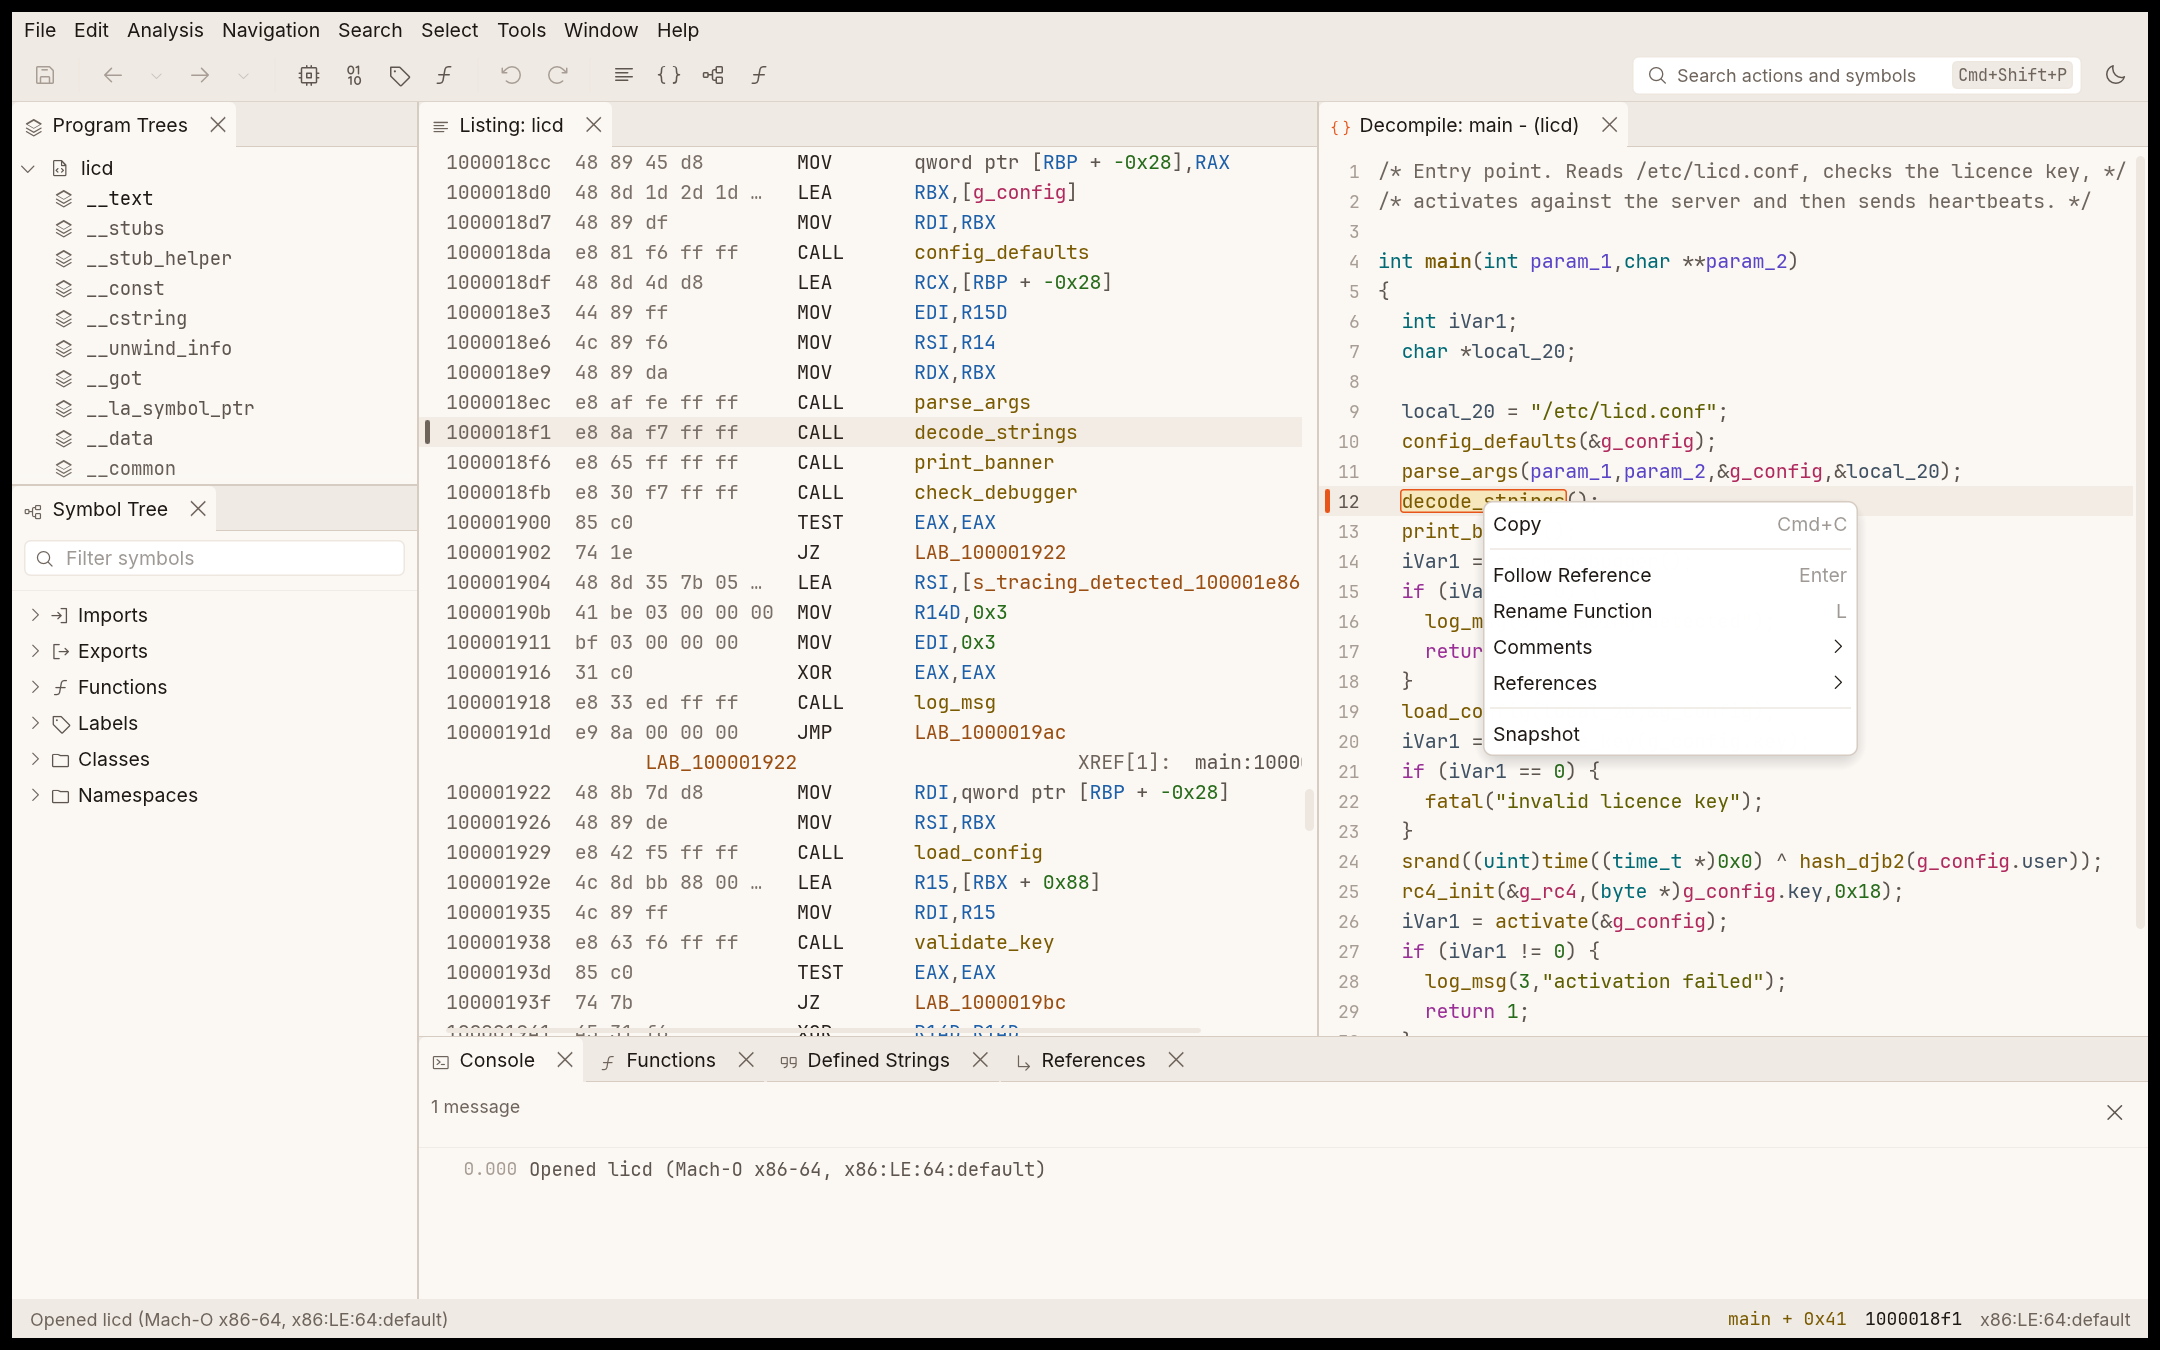 File Edit Analysis Navigation Search Select Tools Window Help
Search actions and symbols Cmd+Shift+P
Program Trees
licd
__text
__stubs
__stub_helper
__const
__cstring
__unwind_info
__got
__la_symbol_ptr
__data
__common
Symbol Tree
Filter symbols
Imports
Exports
Functions
Labels
Classes
Namespaces
Listing: licd
1000018cc 48 89 45 d8 MOV qword ptr [RBP + -0x28],RAX
1000018d0 48 8d 1d 2d 1d … LEA RBX,[g_config]
1000018d7 48 89 df MOV RDI,RBX
1000018da e8 81 f6 ff ff CALL config_defaults
1000018df 48 8d 4d d8 LEA RCX,[RBP + -0x28]
1000018e3 44 89 ff MOV EDI,R15D
1000018e6 4c 89 f6 MOV RSI,R14
1000018e9 48 89 da MOV RDX,RBX
1000018ec e8 af fe ff ff CALL parse_args
1000018f1 e8 8a f7 ff ff CALL decode_strings
1000018f6 e8 65 ff ff ff CALL print_banner
1000018fb e8 30 f7 ff ff CALL check_debugger
100001900 85 c0 TEST EAX,EAX
100001902 74 1e JZ LAB_100001922
100001904 48 8d 35 7b 05 … LEA RSI,[s_tracing_detected_100001e86
10000190b 41 be 03 00 00 00 MOV R14D,0x3
100001911 bf 03 00 00 00 MOV EDI,0x3
100001916 31 c0 XOR EAX,EAX
100001918 e8 33 ed ff ff CALL log_msg
10000191d e9 8a 00 00 00 JMP LAB_1000019ac
LAB_100001922 XREF[1]: main:1000
100001922 48 8b 7d d8 MOV RDI,qword ptr [RBP + -0x28]
100001926 48 89 de MOV RSI,RBX
100001929 e8 42 f5 ff ff CALL load_config
10000192e 4c 8d bb 88 00 … LEA R15,[RBX + 0x88]
100001935 4c 89 ff MOV RDI,R15
100001938 e8 63 f6 ff ff CALL validate_key
10000193d 85 c0 TEST EAX,EAX
10000193f 74 7b JZ LAB_1000019bc
Decompile: main - (licd)
1 /* Entry point. Reads /etc/licd.conf, checks the licence key, */
2 /* activates against the server and then sends heartbeats. */
3
4 int main(int param_1,char **param_2)
5 {
6 int iVar1;
7 char *local_20;
8
9 local_20 = "/etc/licd.conf";
10 config_defaults(&g_config);
11 parse_args(param_1,param_2,&g_config,&local_20);
12 decode_strings();
13 print_b
14 iVar1 =
15 if (iVa
16 log_m
17 retur
18 }
19 load_co
20 iVar1 =
21 if (iVar1 == 0) {
22 fatal("invalid licence key");
23 }
24 srand((uint)time((time_t *)0x0) ^ hash_djb2(g_config.user));
25 rc4_init(&g_rc4,(byte *)g_config.key,0x18);
26 iVar1 = activate(&g_config);
27 if (iVar1 != 0) {
28 log_msg(3,"activation failed");
29 return 1;
Copy Cmd+C
Follow Reference Enter
Rename Function L
Comments
References
Snapshot
Console Functions Defined Strings References
1 message
0.000 Opened licd (Mach-O x86-64, x86:LE:64:default)
Opened licd (Mach-O x86-64, x86:LE:64:default) main + 0x41 1000018f1 x86:LE:64:default